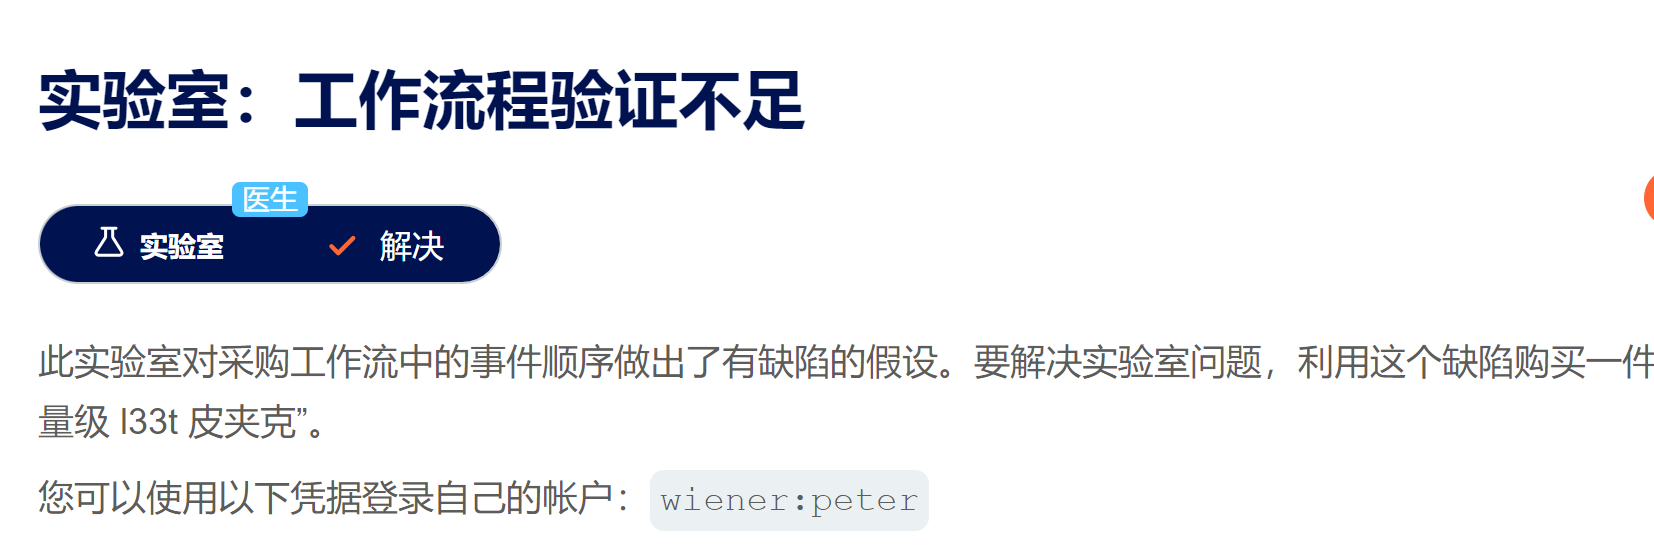 实验室：工作流程验证不足
医生
实验室 解决
此实验室对采购工作流中的事件顺序做出了有缺陷的假设。要解决实验室问题，利用这个缺陷购买一件
量级 l33t 皮夹克”。
您可以使用以下凭据登录自己的帐户： wiener:peter